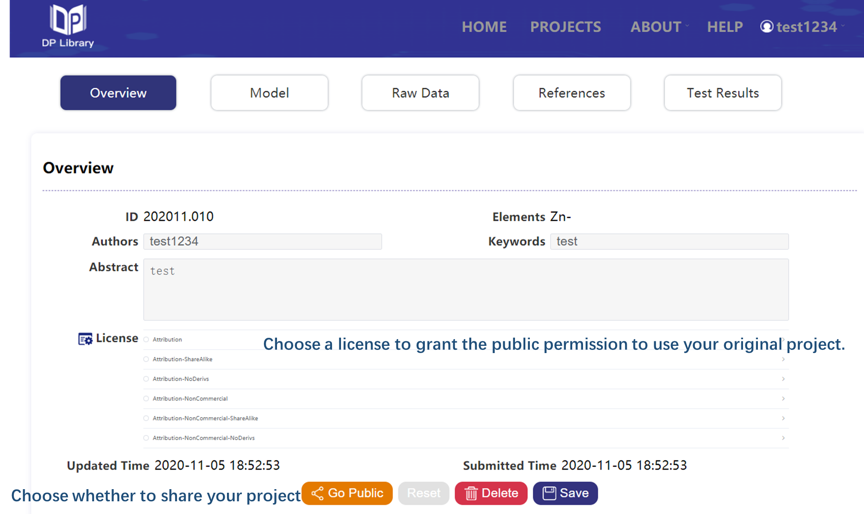 DP
DP Library
HOME PROJECTS ABOUT HELP test1234
Overview Model Raw Data References Test Results
Overview
ID 202011.010 Elements Zn-
Authors test1234 Keywords test
Abstract test
License Attribution
Choose a license to grant the public permission to use your original project.
Attribution-ShareAlike
Attribution-NoDerivs
Attribution-NonCommercial
Attribution-NonCommercial-ShareAlike
Attribution-NonCommercial-NoDerivs
Updated Time 2020-11-05 18:52:53 Submitted Time 2020-11-05 18:52:53
Choose whether to share your project Go Public Reset Delete Save